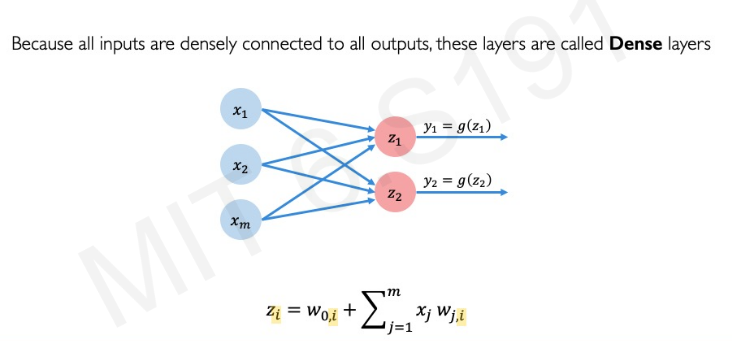 Because all inputs are densely connected to all outputs, these layers are called Dense layers
x₁
y₁ = g(z₁)
z₁
x₂
y₂ = g(z₂)
z₂
xₘ
zᵢ = w₀,ᵢ + ∑ⱼ₌₁ᵐ xⱼ wⱼ,ᵢ
MIT 6.S191